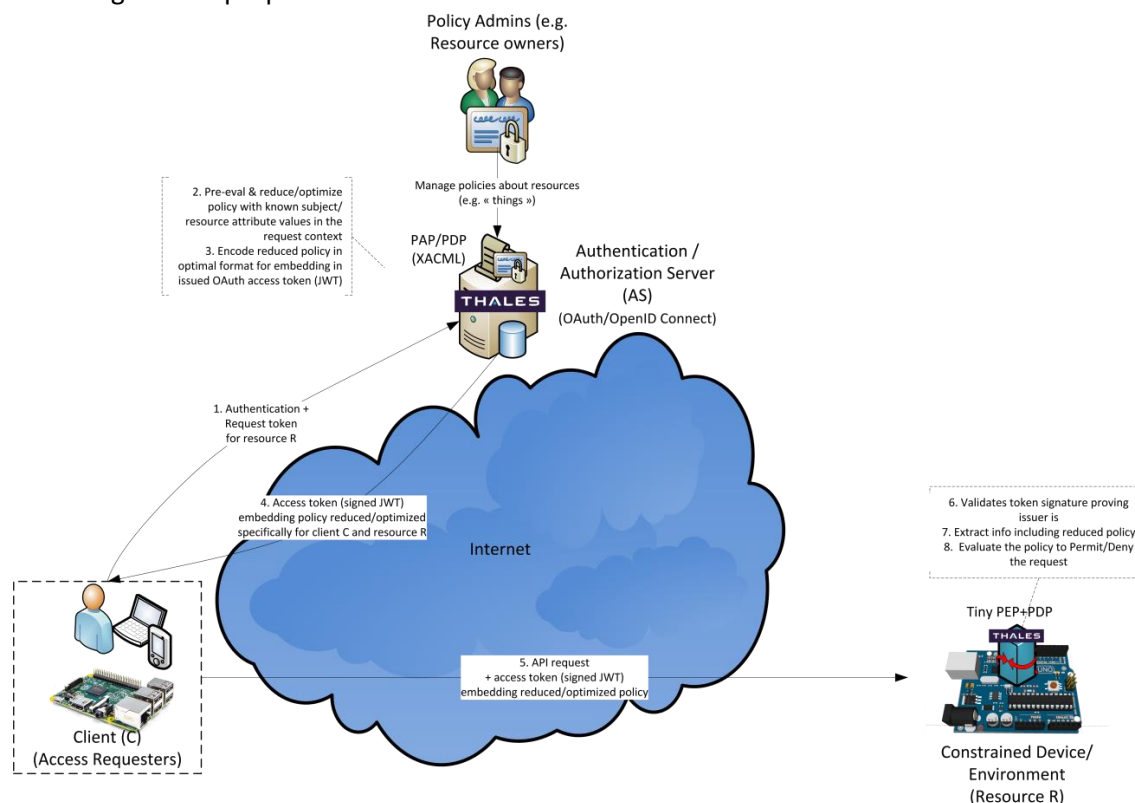 Policy Admins (e.g.
Resource owners)
Manage policies about resources
(e.g. « things »)
2. Pre-eval & reduce/optimize
policy with known subject/
resource attribute values in the
request context
3. Encode reduced policy in
optimal format for embedding in
issued OAuth access token (JWT)
PAP/PDP
(XACML)
THALES
Authentication /
Authorization Server
(AS)
(OAuth/OpenID Connect)
1. Authentication +
Request token
for resource R
4. Access token (signed JWT)
embedding policy reduced/optimized
specifically for client C and resource R
Internet
6. Validates token signature proving
issuer is
7. Extract info including reduced policy
8. Evaluate the policy to Permit/Deny
the request
Tiny PEP+PDP
THALES
UNO
5. API request
+ access token (signed JWT)
embedding reduced/optimized policy
Client (C)
(Access Requesters)
Constrained Device/
Environment
(Resource R)